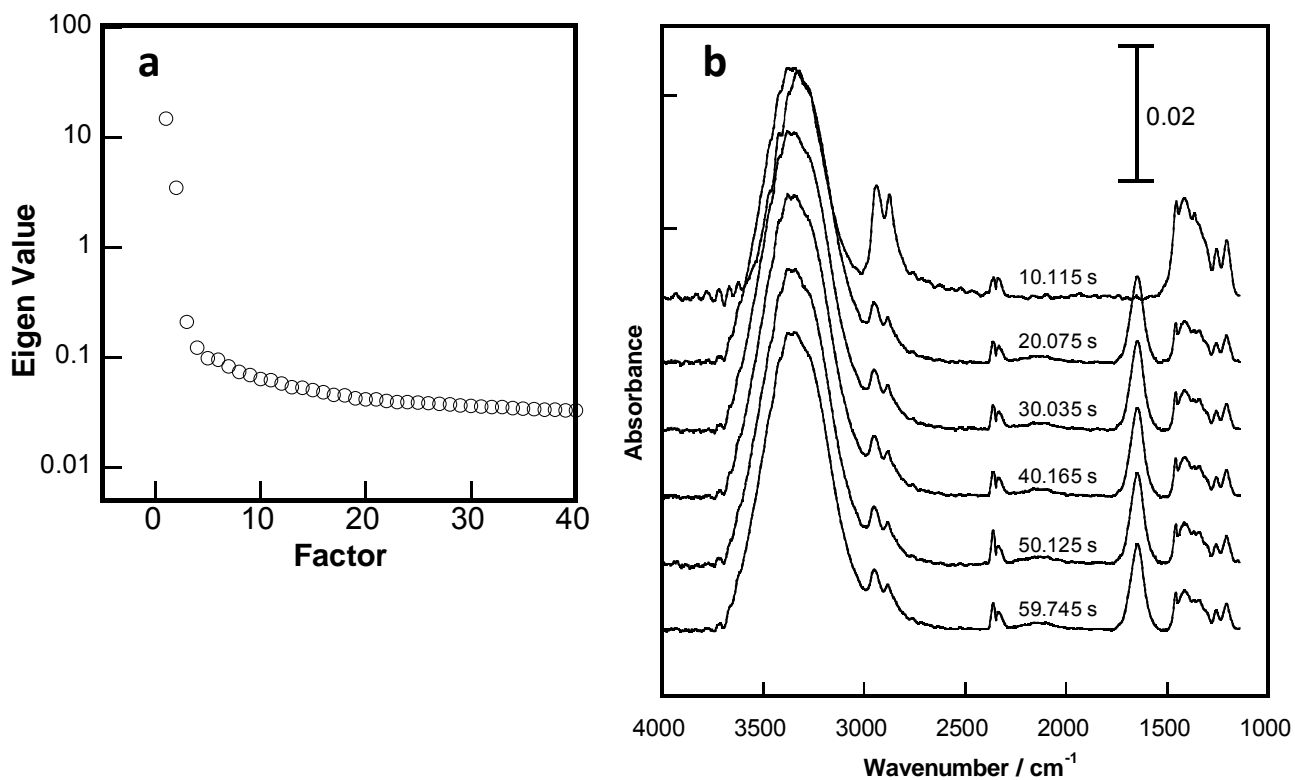 a
100
10
1
0.1
0.01
Eigen Value
0 10 20 30 40
Factor
b
0.02
10.115 s
20.075 s
30.035 s
40.165 s
50.125 s
59.745 s
Absorbance
4000 3500 3000 2500 2000 1500 1000
Wavenumber / cm⁻¹